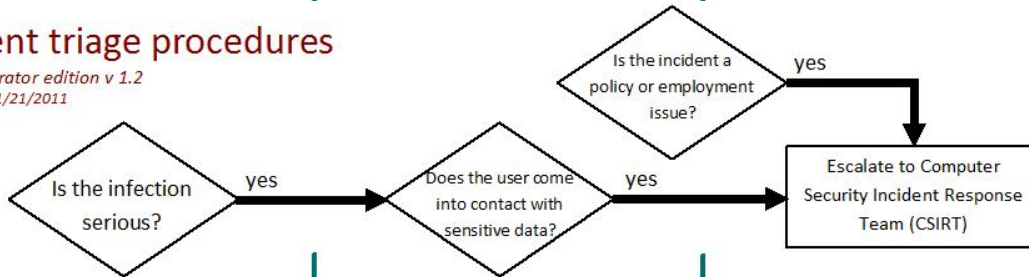 ent triage procedures
rator edition v 1.2
1/21/2011
Is the incident a
policy or employment
issue?
yes
Is the infection
serious?
yes
Does the user come
into contact with
sensitive data?
yes
Escalate to Computer
Security Incident Response
Team (CSIRT)